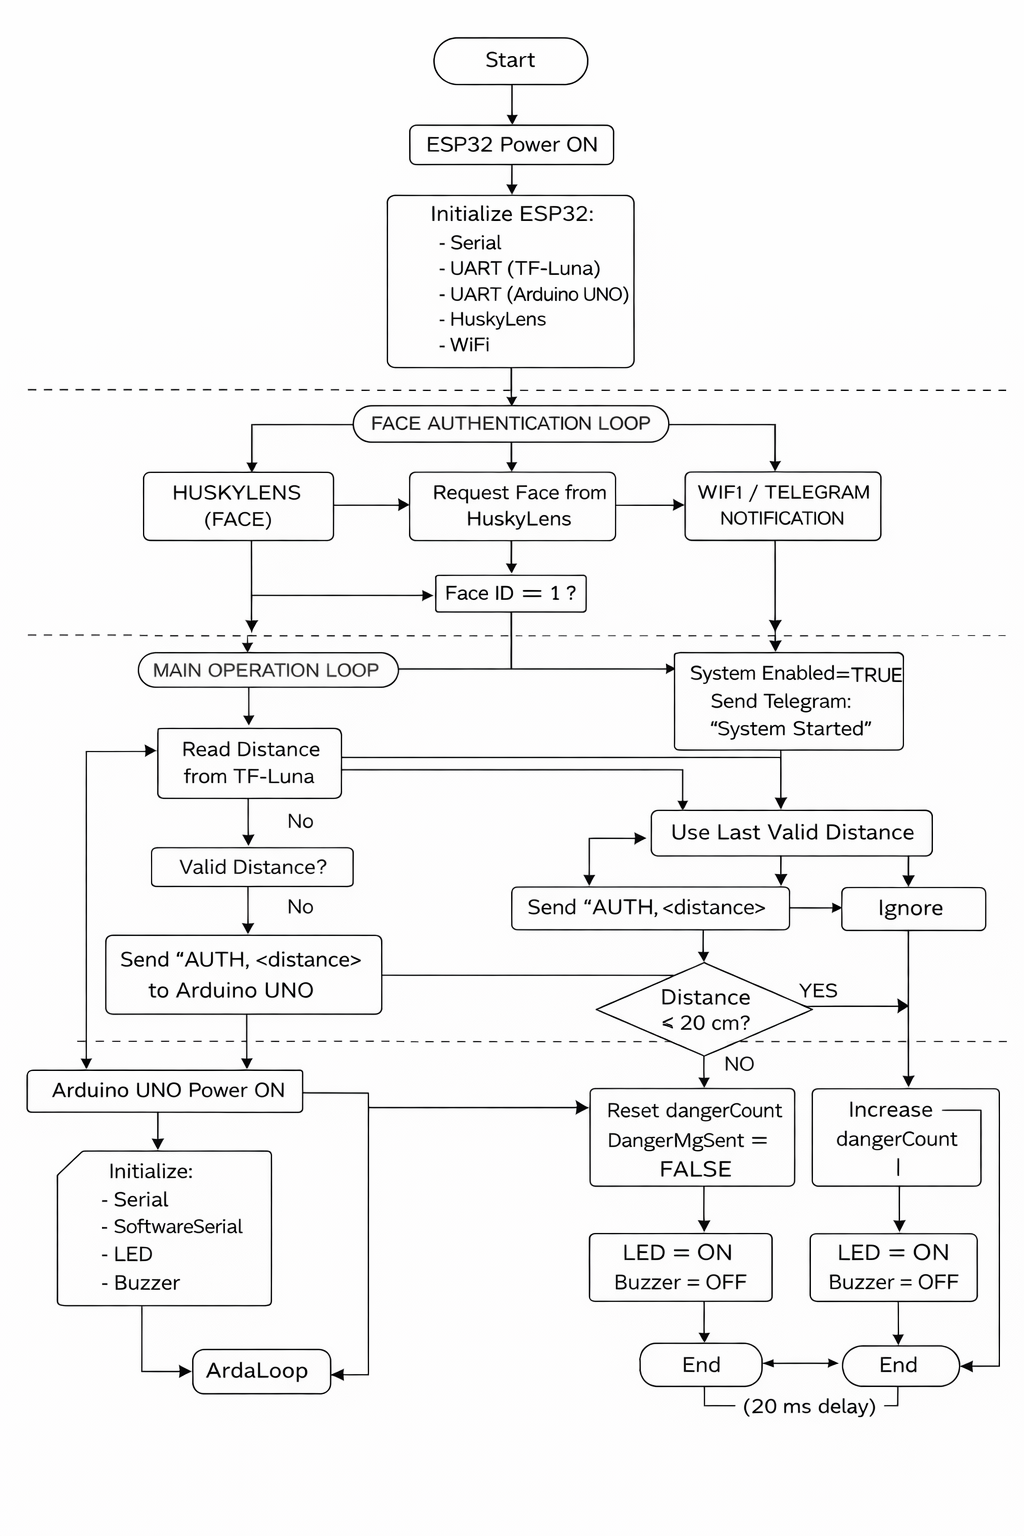 Start
ESP32 Power ON
Initialize ESP32:
- Serial
- UART (TF-Luna)
- UART (Arduino UNO)
- HuskyLens
- WiFi
FACE AUTHENTICATION LOOP
HUSKYLENS
(FACE)
Request Face from
HuskyLens
WIF1 / TELEGRAM
NOTIFICATION
Face ID == 1 ?
MAIN OPERATION LOOP
System Enabled=TRUE
Send Telegram:
“System Started”
Read Distance
from TF-Luna
No
Use Last Valid Distance
Valid Distance?
No
Send “AUTH, <distance>
Ignore
Send “AUTH, <distance>
to Arduino UNO
Distance
≤ 20 cm?
YES
NO
Arduino UNO Power ON
Reset dangerCount
DangerMgSent =
FALSE
Increase
dangerCount
Initialize:
- Serial
- SoftwareSerial
- LED
- Buzzer
LED = ON
Buzzer = OFF
LED = ON
Buzzer = OFF
ArdaLoop
End
End
(20 ms delay)